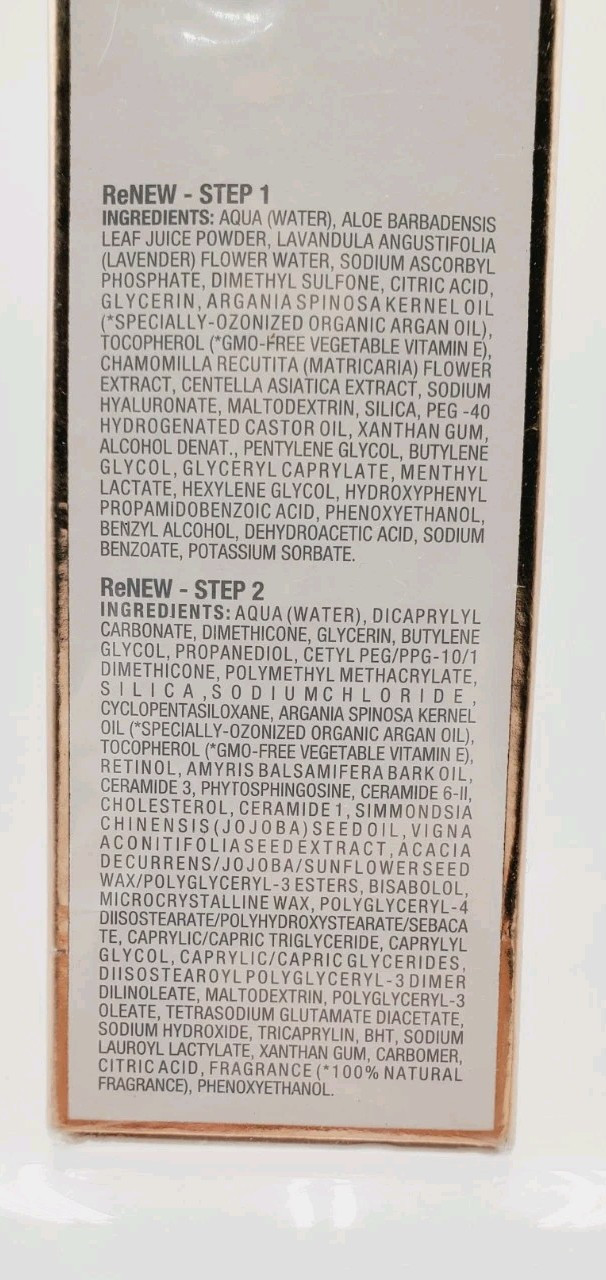 ReNEW - STEP 1
INGREDIENTS: AQUA (WATER), ALOE BARBADENSIS
LEAF JUICE POWDER, LAVANDULA ANGUSTIFOLIA
(LAVENDER) FLOWER WATER, SODIUM ASCORBYL
PHOSPHATE, DIMETHYL SULFONE, CITRIC ACID,
GLYCERIN, ARGANIA SPINOSA KERNEL OIL
(*SPECIALLY-OZONIZED ORGANIC ARGAN OIL),
TOCOPHEROL (*GMO-FREE VEGETABLE VITAMIN E),
CHAMOMILLA RECUTITA (MATRICARIA) FLOWER
EXTRACT, CENTELLA ASIATICA EXTRACT, SODIUM
HYALURONATE, MALTODEXTRIN, SILICA, PEG -40
HYDROGENATED CASTOR OIL, XANTHAN GUM,
ALCOHOL DENAT., PENTYLENE GLYCOL, BUTYLENE
GLYCOL, GLYCERYL CAPRYLATE, MENTHYL
LACTATE, HEXYLENE GLYCOL, HYDROXYPHENYL
PROPAMIDOBENZOIC ACID, PHENOXYETHANOL,
BENZYL ALCOHOL, DEHYDROACETIC ACID, SODIUM
BENZOATE, POTASSIUM SORBATE.
ReNEW - STEP 2
INGREDIENTS: AQUA (WATER), DICAPRYLYL
CARBONATE, DIMETHICONE, GLYCERIN, BUTYLENE
GLYCOL, PROPANEDIOL, CETYL PEG/PPG-10/1
DIMETHICONE, POLYMETHYL METHACRYLATE,
SILICA, SODIUM CHLORIDE,
CYCLOPENTASILOXANE, ARGANIA SPINOSA KERNEL
OIL (*SPECIALLY-OZONIZED ORGANIC ARGAN OIL),
TOCOPHEROL (*GMO-FREE VEGETABLE VITAMIN E),
RETINOL, AMYRIS BALSAMIFERA BARK OIL,
CERAMIDE 3, PHYTOSPHINGOSINE, CERAMIDE 6-II,
CHOLESTEROL, CERAMIDE 1, SIMMONDSIA
CHINENSIS (JOJOBA) SEED OIL, VIGNA
ACONITIFOLIA SEED EXTRACT, ACACIA
DECURRENS/JOJOBA/SUNFLOWER SEED
WAX/POLYGLYCERYL-3 ESTERS, BISABOLOL,
MICROCRYSTALLINE WAX, POLYGLYCERYL-4
DIISOSTEARATE/POLYHYDROXYSTEARATE/SEBACA
TE, CAPRYLIC/CAPRIC TRIGLYCERIDE, CAPRYLYL
GLYCOL, CAPRYLIC/CAPRIC GLYCERIDES,
DIISOSTEAROYL POLYGLYCERYL-3 DIMER
DILINOLEATE, MALTODEXTRIN, POLYGLYCERYL-3
OLEATE, TETRASODIUM GLUTAMATE DIACETATE,
SODIUM HYDROXIDE, TRICAPRYLIN, BHT, SODIUM
LAUROYL LACTYLATE, XANTHAN GUM, CARBOMER,
CITRIC ACID, FRAGRANCE (*100% NATURAL
FRAGRANCE), PHENOXYETHANOL.